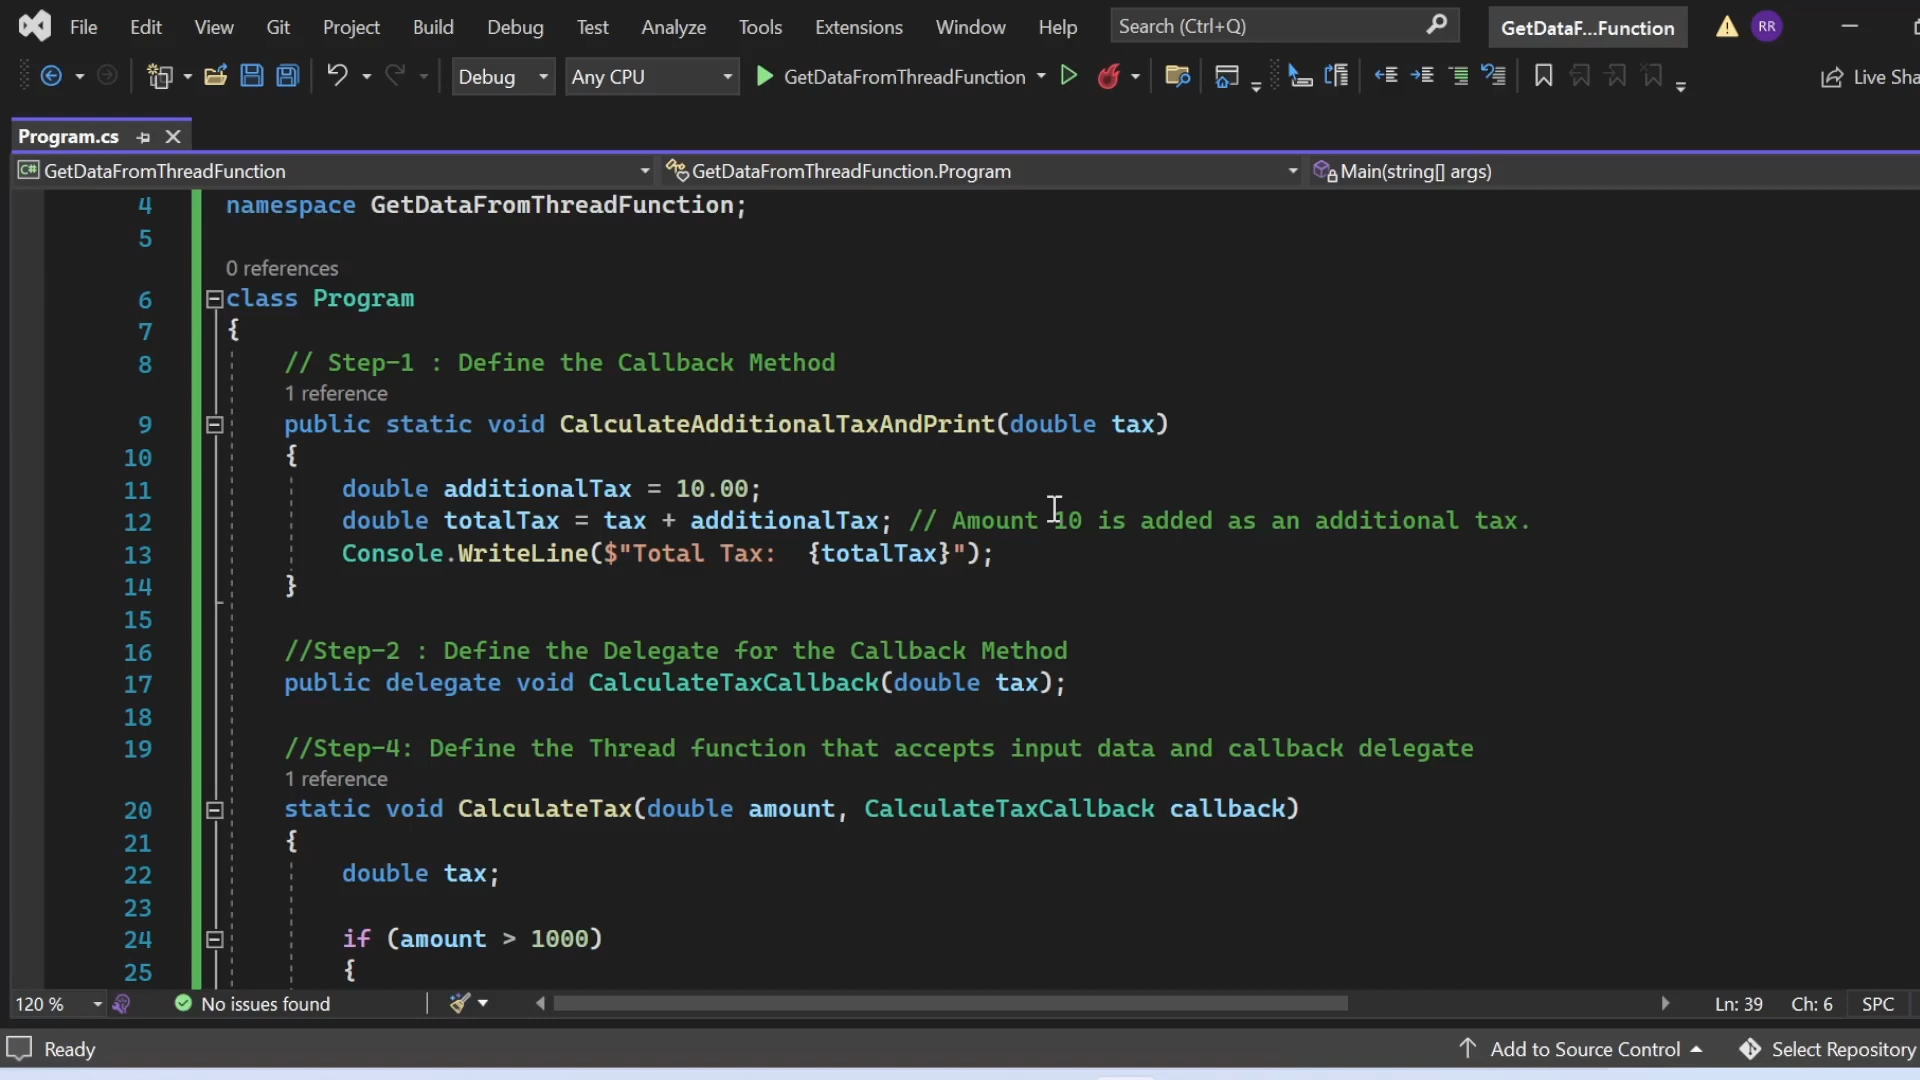 File Edit View Git Project Build Debug Test Analyze Tools Extensions Window Help Search (Ctrl+Q) GetDataF...Function RR
Debug Any CPU GetDataFromThreadFunction Live Sha
Program.cs
C# GetDataFromThreadFunction GetDataFromThreadFunction.Program Main(string[] args)
4 namespace GetDataFromThreadFunction;
5
0 references
6 class Program
7 {
8 // Step-1 : Define the Callback Method
1 reference
9 public static void CalculateAdditionalTaxAndPrint(double tax)
10 {
11 double additionalTax = 10.00;
12 double totalTax = tax + additionalTax; // Amount 10 is added as an additional tax.
13 Console.WriteLine($"Total Tax:  {totalTax}");
14 }
15
16 //Step-2 : Define the Delegate for the Callback Method
17 public delegate void CalculateTaxCallback(double tax);
18
19 //Step-4: Define the Thread function that accepts input data and callback delegate
1 reference
20 static void CalculateTax(double amount, CalculateTaxCallback callback)
21 {
22 double tax;
23
24 if (amount > 1000)
25 {
120 % No issues found Ln: 39 Ch: 6 SPC
Ready Add to Source Control Select Repository